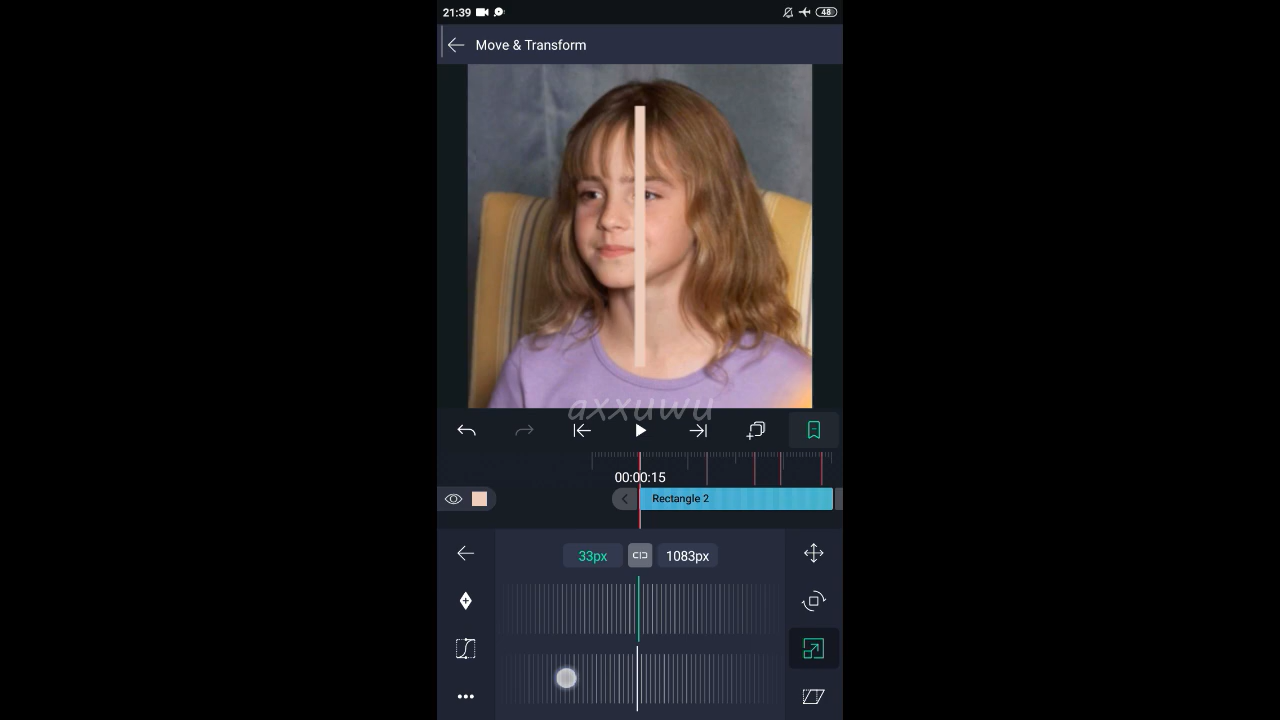 21:39
48
Move & Transform
axxuwu
00:00:15
Rectangle 2
33px
1083px